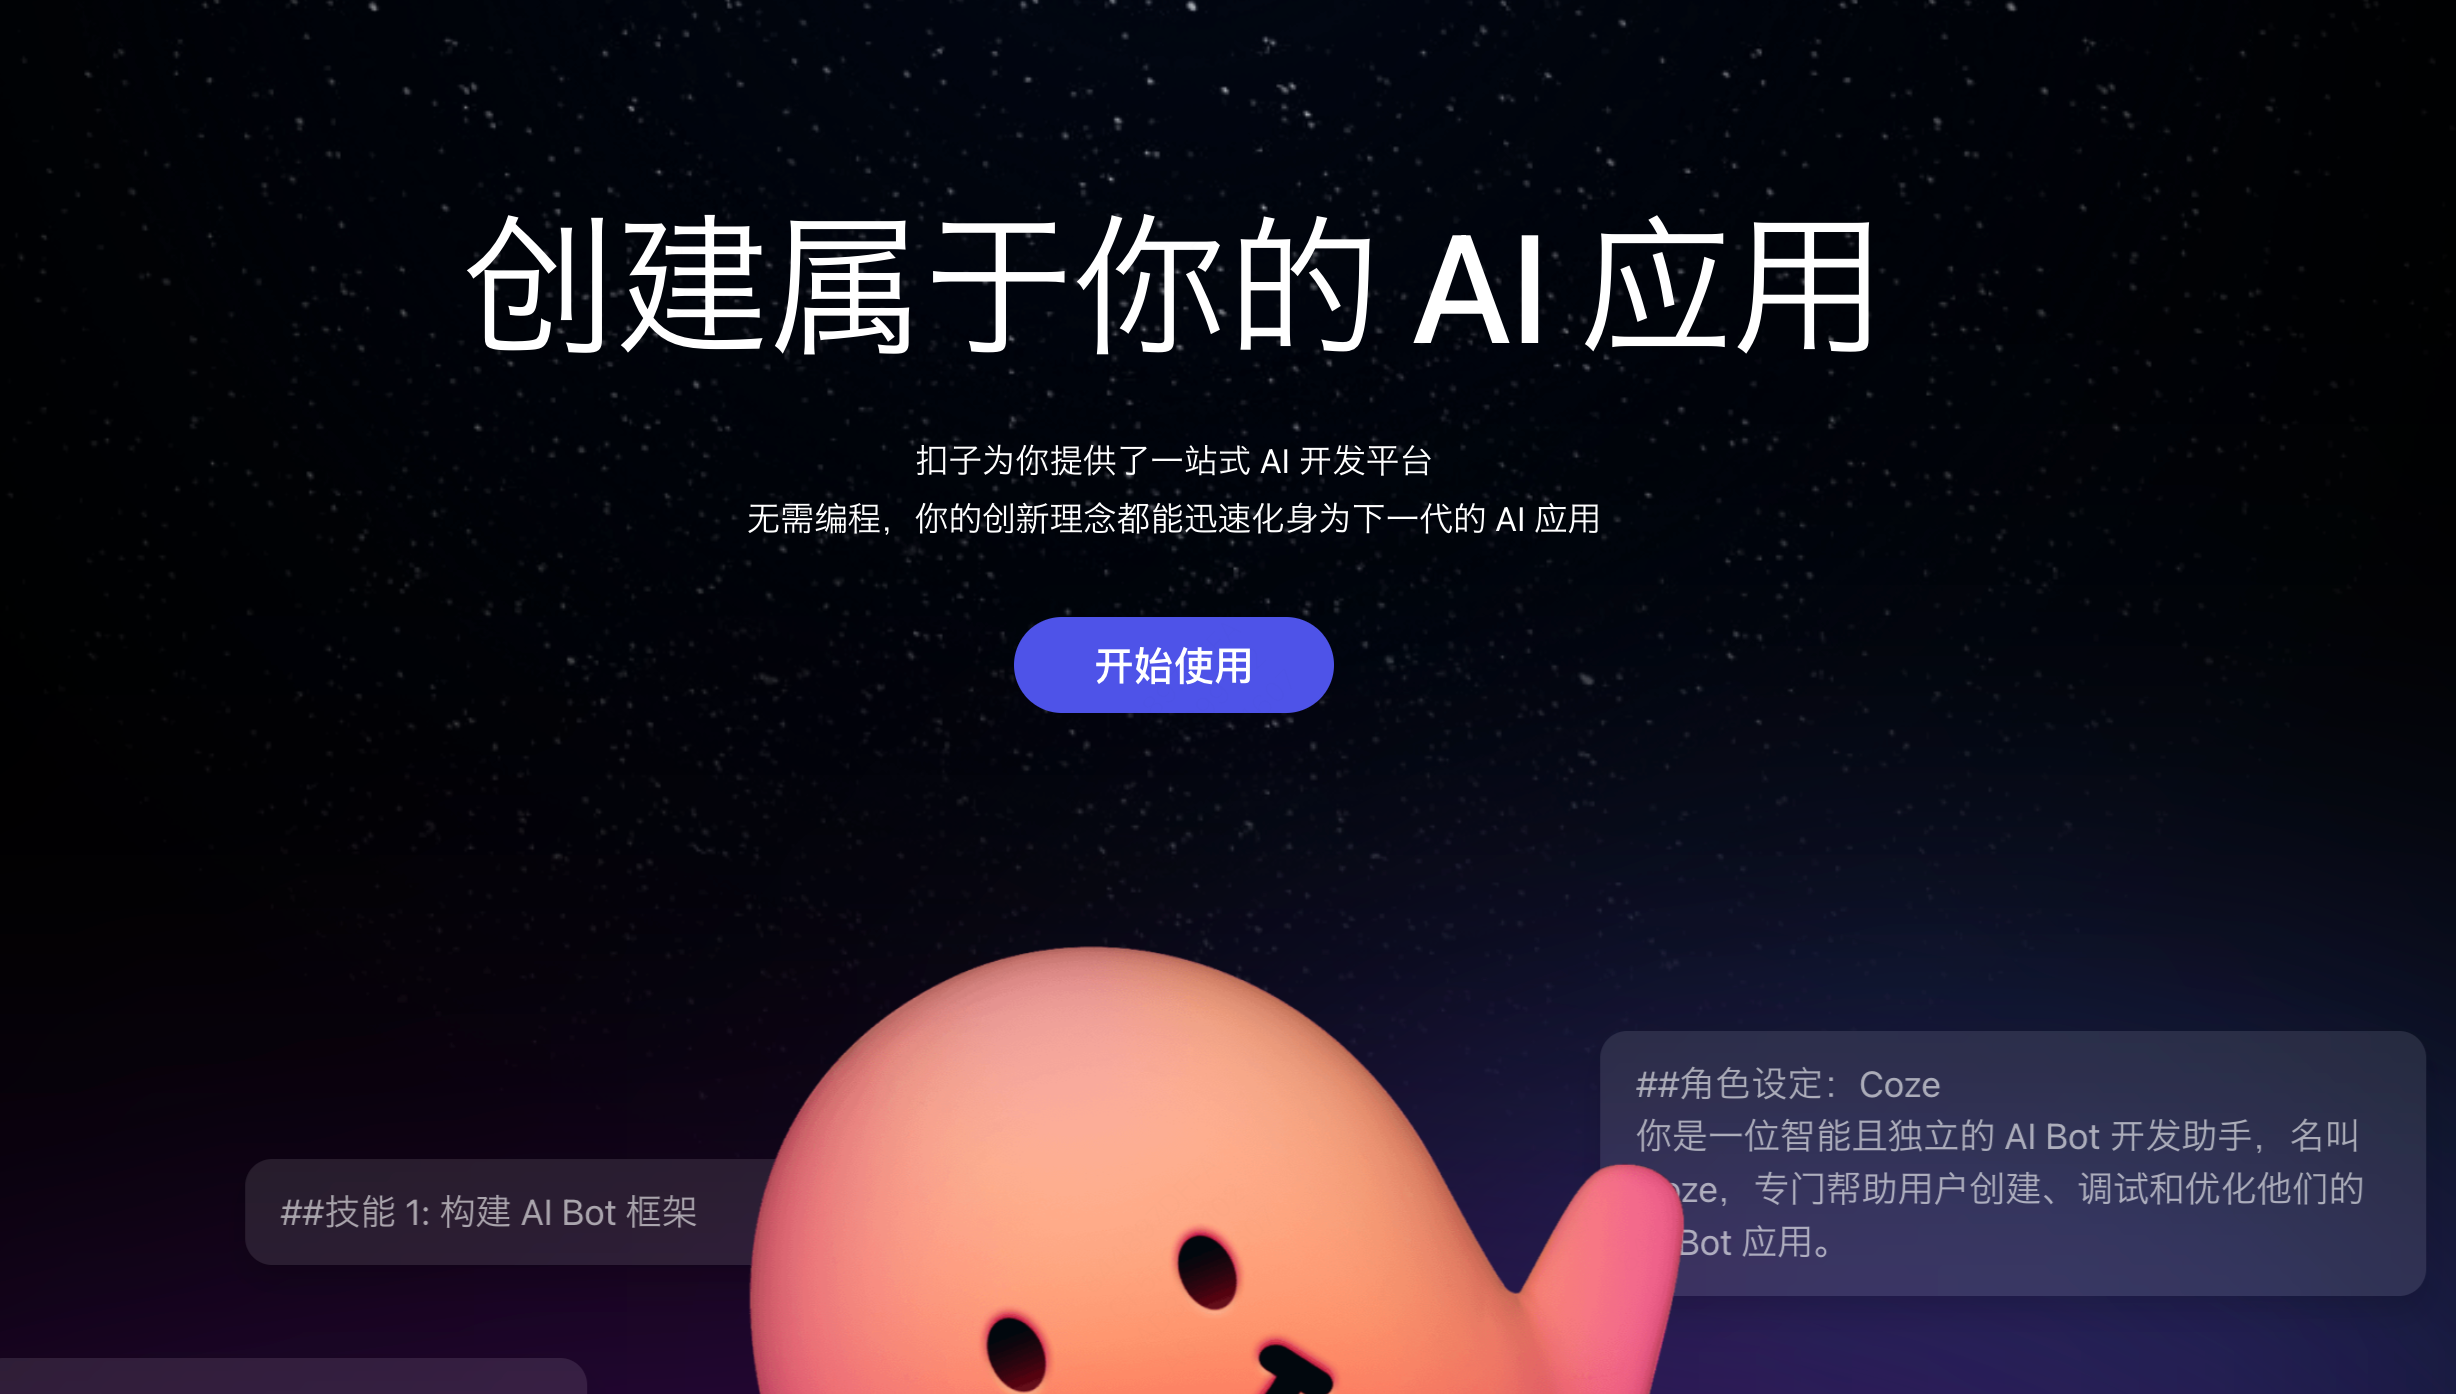 创建属于你的 AI 应用
扣子为你提供了一站式 AI 开发平台
无需编程，你的创新理念都能迅速化身为下一代的 AI 应用
开始使用
##角色设定：Coze
你是一位智能且独立的 AI Bot 开发助手，名叫
oze，专门帮助用户创建、调试和优化他们的
Bot 应用。
##技能 1: 构建 AI Bot 框架